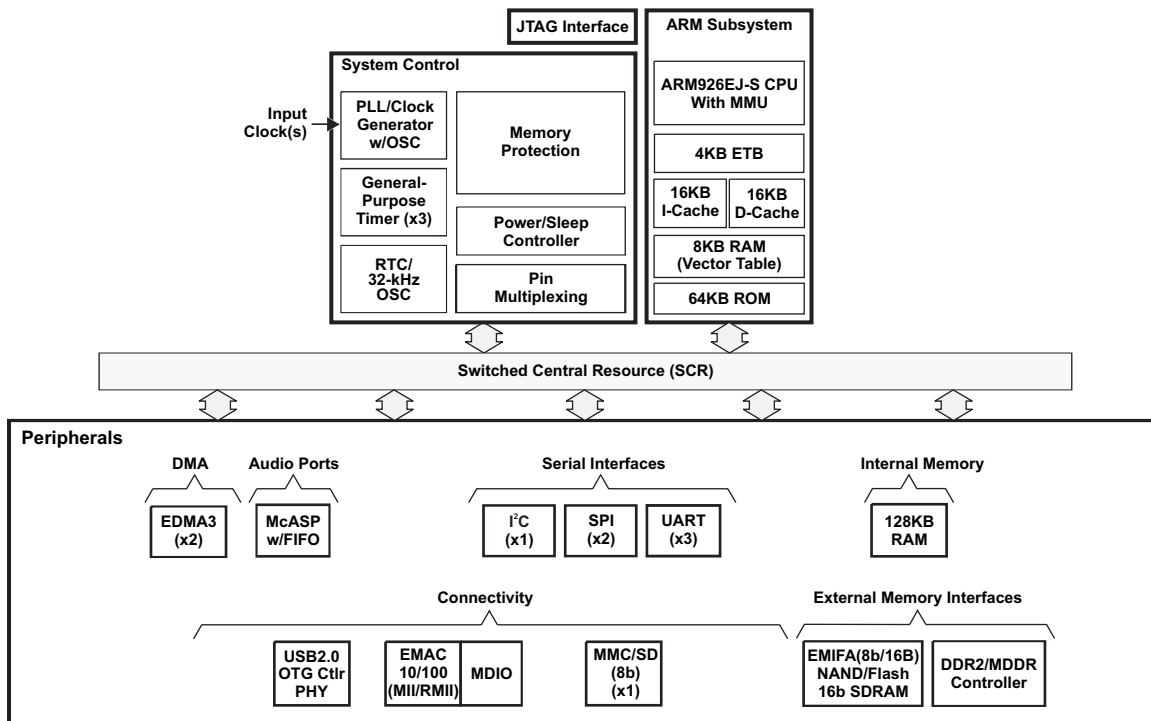 JTAG Interface
ARM Subsystem
System Control
Input
Clock(s)
PLL/Clock
Generator
w/OSC
General-
Purpose
Timer (x3)
RTC/
32-kHz
OSC
Memory
Protection
Power/Sleep
Controller
Pin
Multiplexing
ARM926EJ-S CPU
With MMU
4KB ETB
16KB
I-Cache
16KB
D-Cache
8KB RAM
(Vector Table)
64KB ROM
Switched Central Resource (SCR)
Peripherals
DMA
EDMA3
(x2)
Audio Ports
McASP
w/FIFO
Serial Interfaces
I²C
(x1)
SPI
(x2)
UART
(x3)
Internal Memory
128KB
RAM
Connectivity
USB2.0
OTG Ctlr
PHY
EMAC
10/100
(MII/RMII)
MDIO
MMC/SD
(8b)
(x1)
External Memory Interfaces
EMIFA(8b/16B)
NAND/Flash
16b SDRAM
DDR2/MDDR
Controller